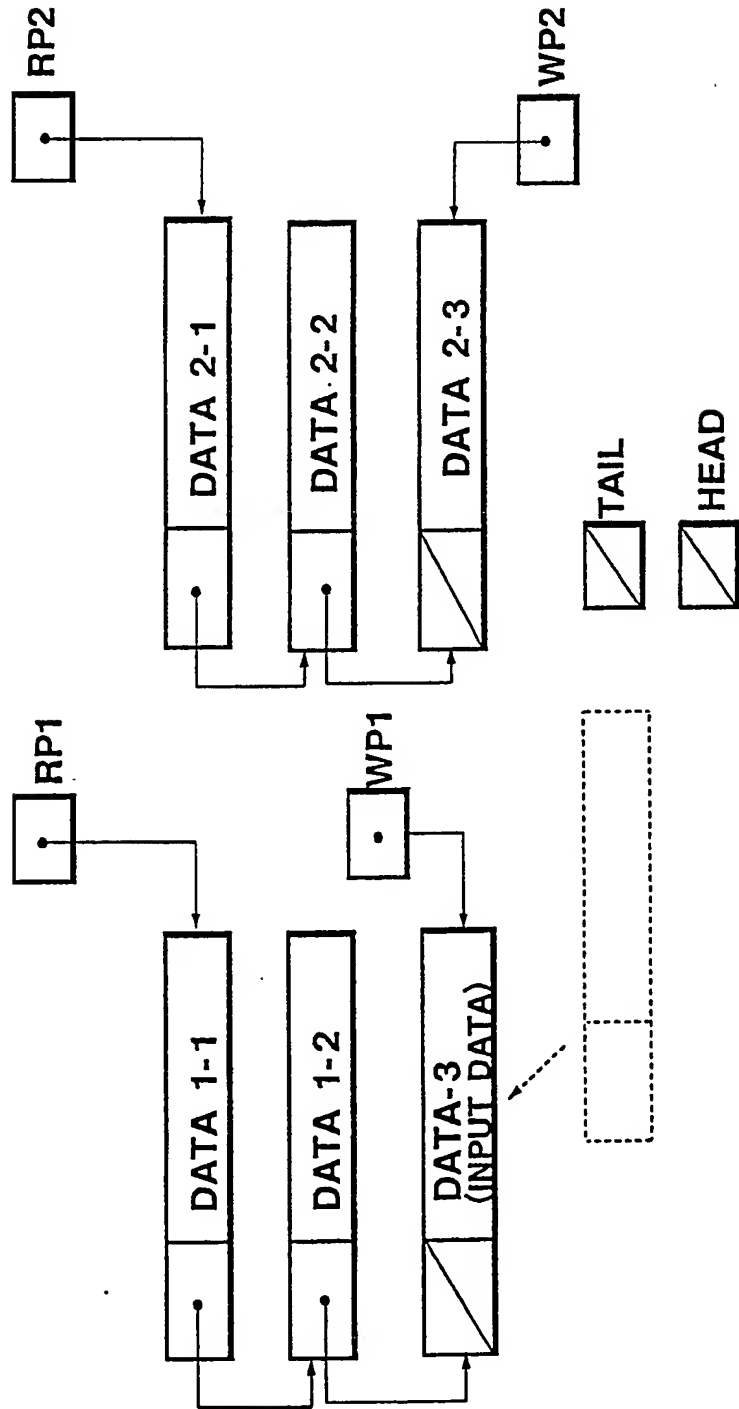 RP1
DATA 1-1
DATA 1-2
WP1
DATA-3
(INPUT DATA)
RP2
DATA 2-1
DATA 2-2
DATA 2-3
WP2
TAIL
HEAD